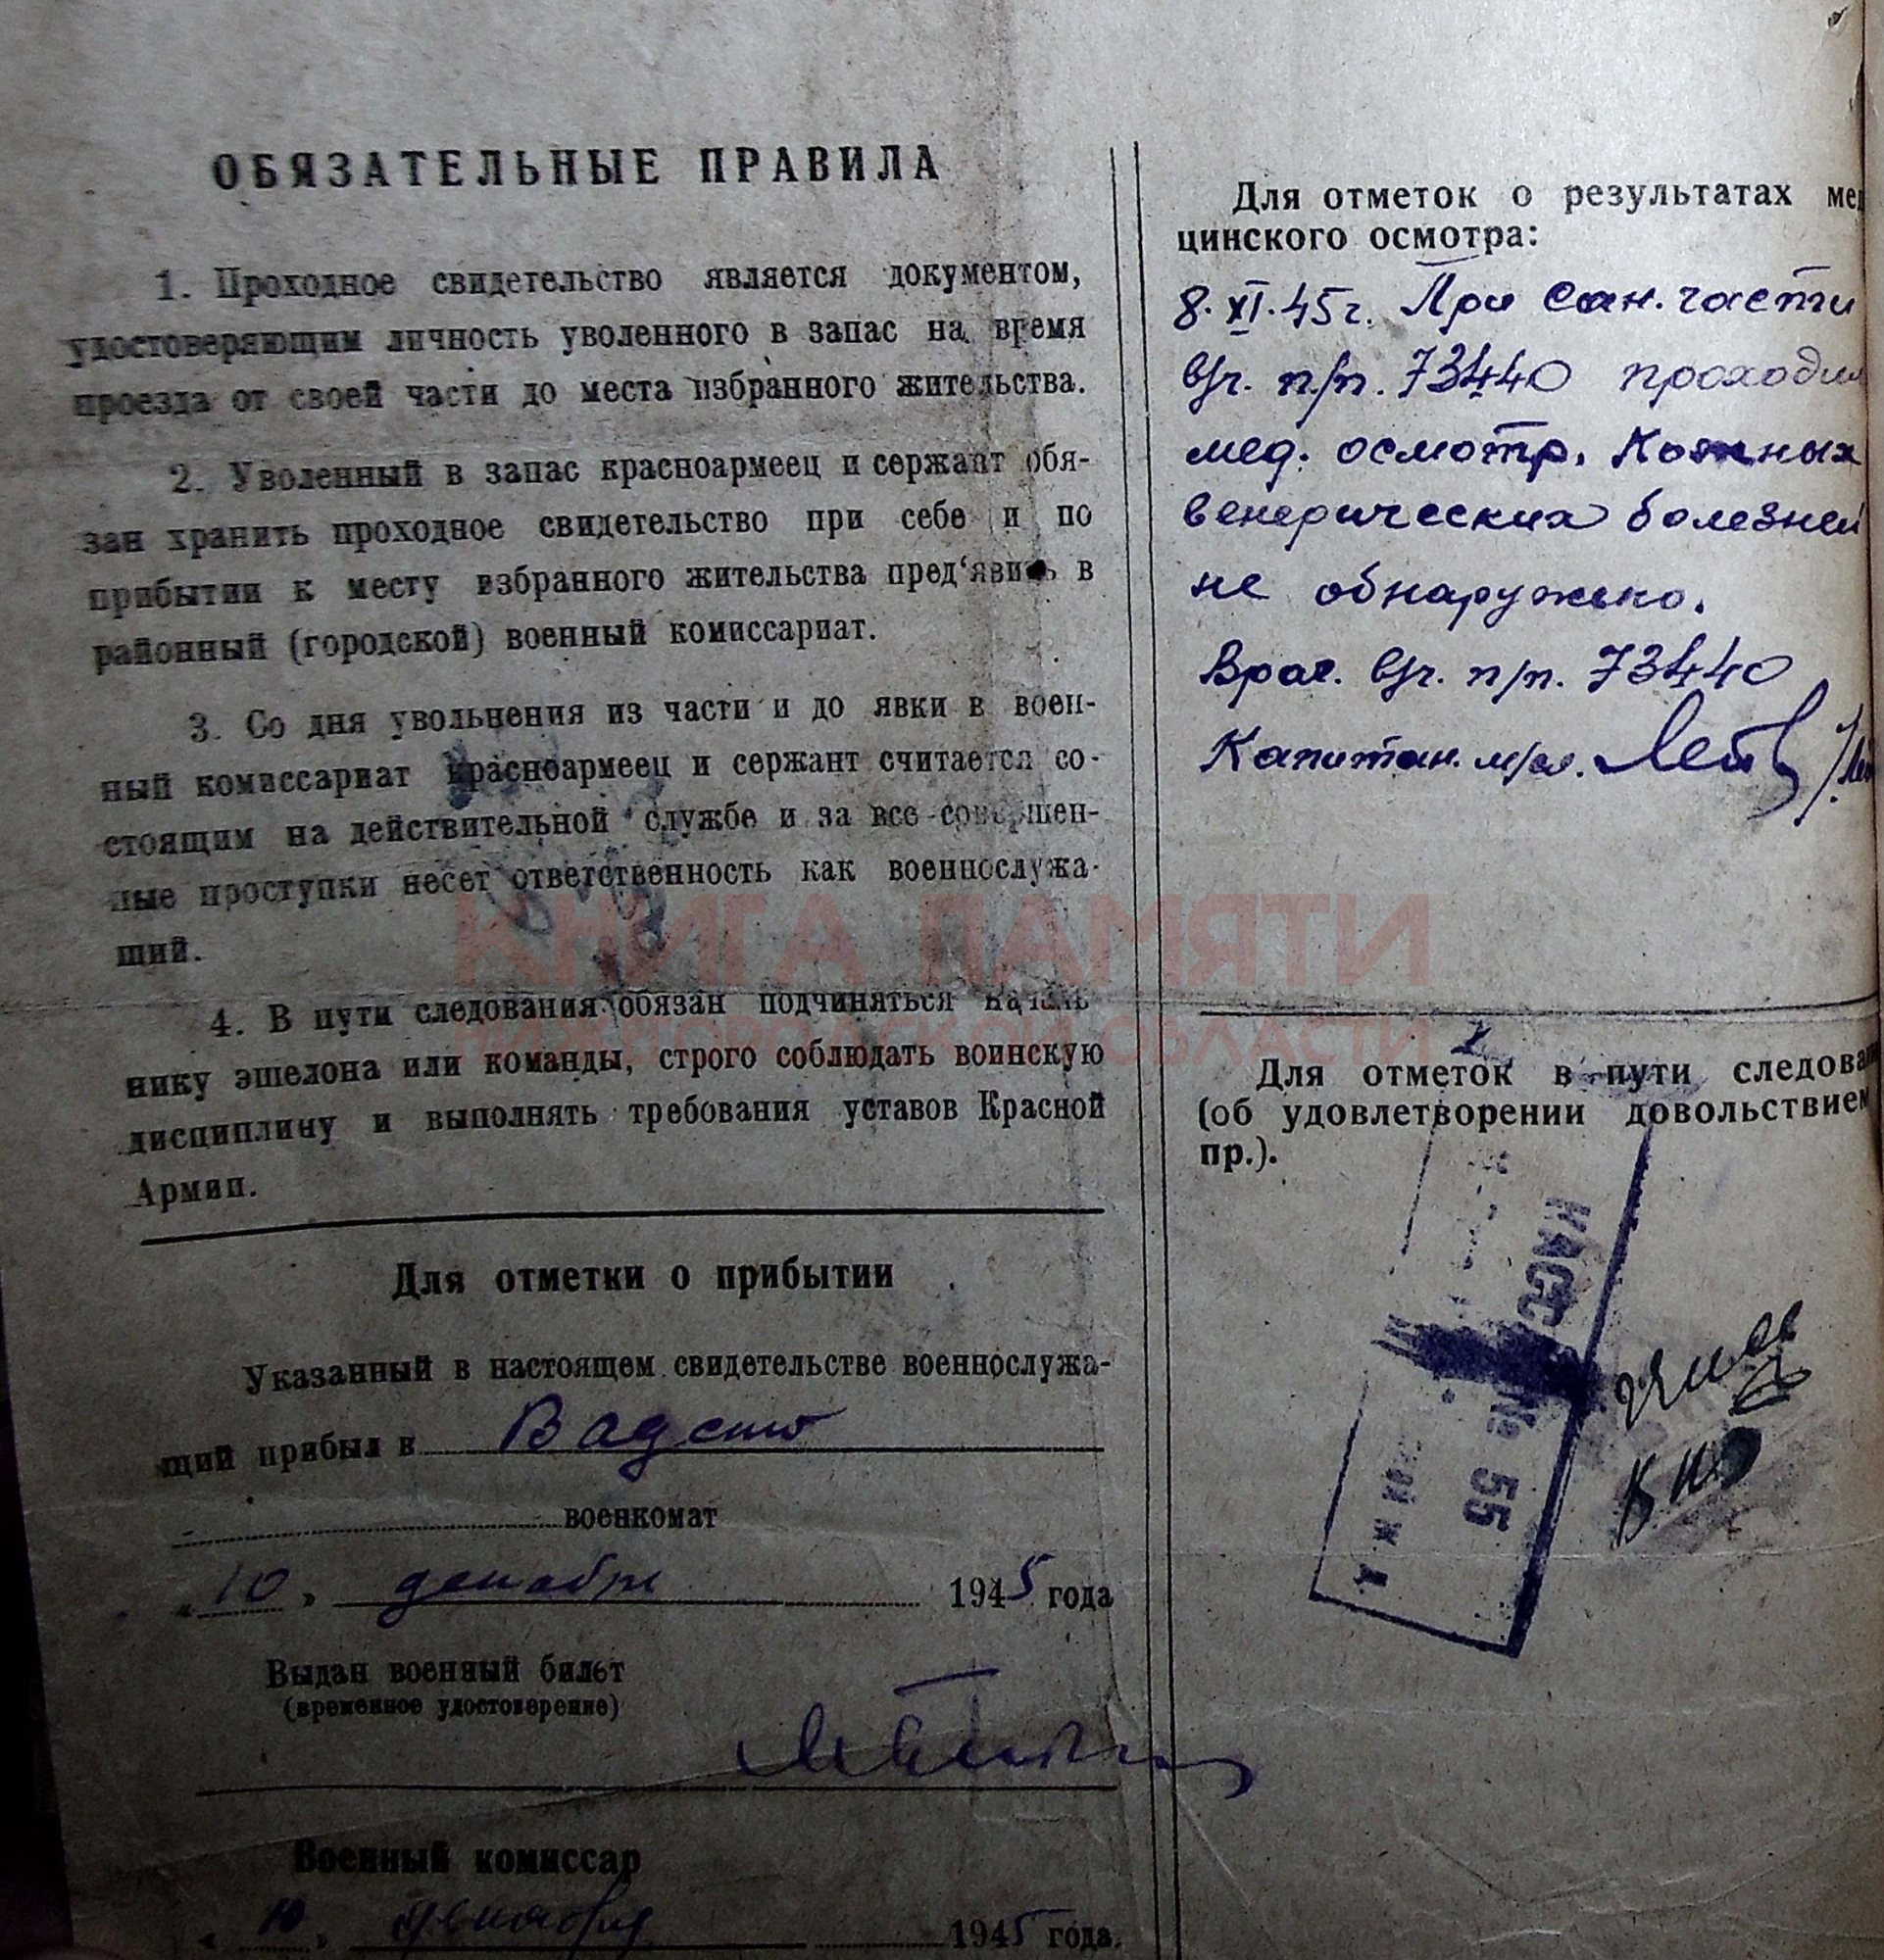 ОБЯЗАТЕЛЬНЫЕ ПРАВИЛА
1. Проходное свидетельство является документом,
удостоверяющим личность уволенного в запас на время
проезда от своей части до места избранного жительства.
2. Уволенный в запас красноармеец и сержант обя-
зан хранить проходное свидетельство при себе и по
прибытии к месту избранного жительства пред‘явить в
районный (городской) военный комиссариат.
3. Со дня увольнения из части и до явки в воен-
ный комиссариат красноармеец и сержант считается со-
стоящим на действительной службе и за все совершен-
ные проступки несет ответственность как военнослужа-
щий.
4. В пути следования обязан подчиняться началь-
нику эшелона или команды, строго соблюдать воинскую
дисциплину и выполнять требования уставов Красной
Армии.
Для отметки о прибытии
Указанный в настоящем свидетельстве военнослужа-
щий прибыл в
военкомат
„10„ декабря 1945 года
Выдан военный билет
(временное удостоверение)
Военный комиссар
„10„ декабря 1945 года.
Для отметок о результатах мед
цинского осмотра:
8.XI.45г. При сан. части
в/ч. п/п. 73440 проходил
мед. осмотр. Кожных
венерических болезней
не обнаружено.
Врач. в/ч. п/п. 73440
Капитан м/с.
Для отметок в пути следован
(об удовлетворении довольствием
пр.).
КАССА
№ 55
КНИГА ПАМЯТИ
НИЖЕГОРОДСКОЙ ОБЛАСТИ